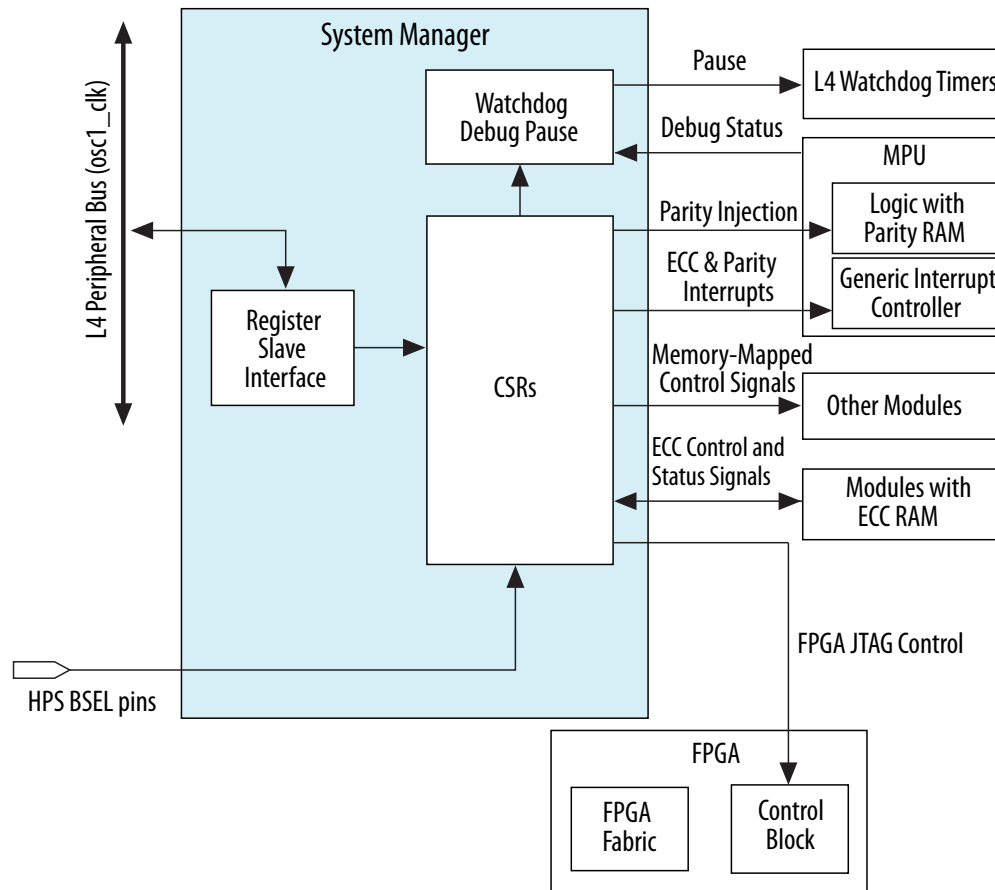 System Manager
L4 Peripheral Bus (osc1_clk)
Watchdog
Debug Pause
Pause
L4 Watchdog Timers
Debug Status
MPU
Parity Injection
Logic with
Parity RAM
ECC & Parity
Interrupts
Generic Interrupt
Controller
Register
Slave
Interface
CSRs
Memory-Mapped
Control Signals
Other Modules
ECC Control and
Status Signals
Modules with
ECC RAM
FPGA JTAG Control
HPS BSEL pins
FPGA
FPGA
Fabric
Control
Block